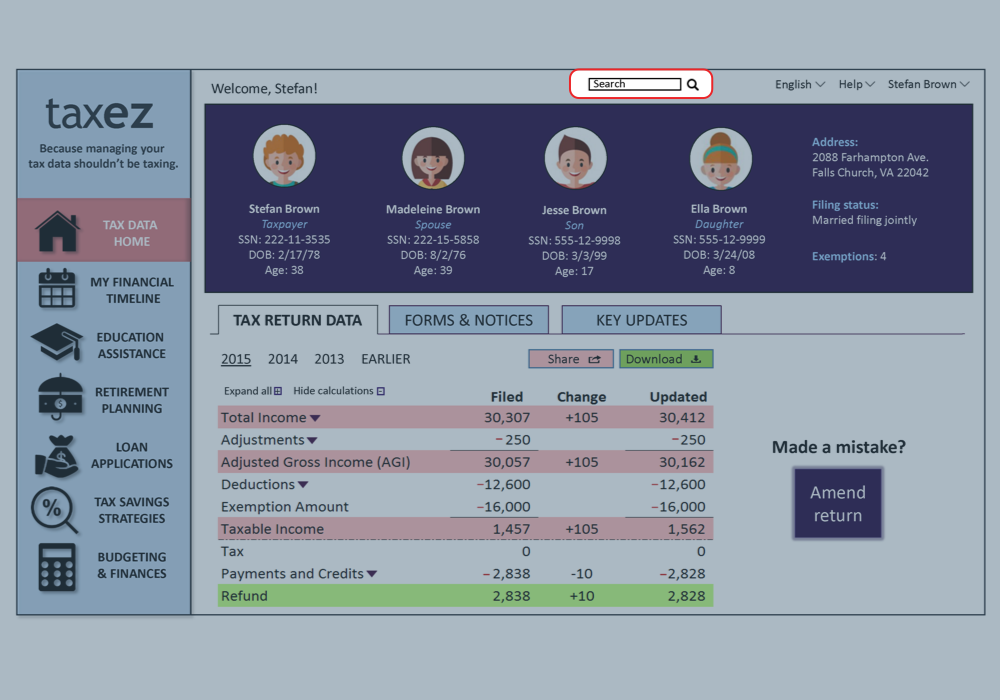 Welcome, Stefan!
Search
English
Help
Stefan Brown
taxez
Because managing your
tax data shouldn't be taxing.
TAX DATA
HOME
MY FINANCIAL
TIMELINE
EDUCATION
ASSISTANCE
RETIREMENT
PLANNING
$
LOAN
APPLICATIONS
$
TAX SAVINGS
STRATEGIES
%
BUDGETING
& FINANCES
Stefan Brown
Taxpayer
SSN: 222-11-3535
DOB: 2/17/78
Age: 38
Madeleine Brown
Spouse
SSN: 222-15-5858
DOB: 8/2/76
Age: 39
Jesse Brown
Son
SSN: 555-12-9998
DOB: 3/3/99
Age: 17
Ella Brown
Daughter
SSN: 555-12-9999
DOB: 3/24/08
Age: 8
Address:
2088 Farhampton Ave.
Falls Church, VA 22042
Filing status:
Married filing jointly
Exemptions: 4
TAX RETURN DATA
FORMS & NOTICES
KEY UPDATES
2015 2014 2013 EARLIER
Share
Download
Expand all Hide calculations
Filed Change Updated
Total Income 30,307 +105 30,412
Adjustments −250 −250
Adjusted Gross Income (AGI) 30,057 +105 30,162
Deductions −12,600 −12,600
Exemption Amount −16,000 −16,000
Taxable Income 1,457 +105 1,562
Tax 0 0
Payments and Credits −2,838 -10 −2,828
Refund 2,838 +10 2,828
Made a mistake?
Amend
return